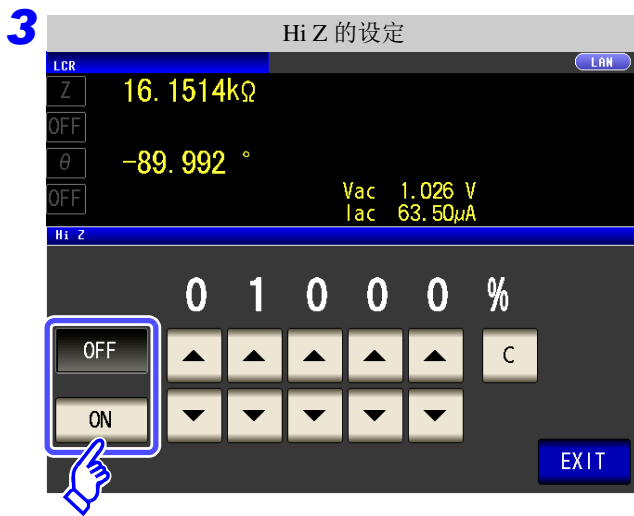 3
Hi Z 的设定
LCR LAN
Z 16.1514kΩ
OFF
θ -89.992 °
OFF Vac 1.026 V
Iac 63.50μA
Hi Z
0 1 0 0 0 %
OFF C
ON
EXIT